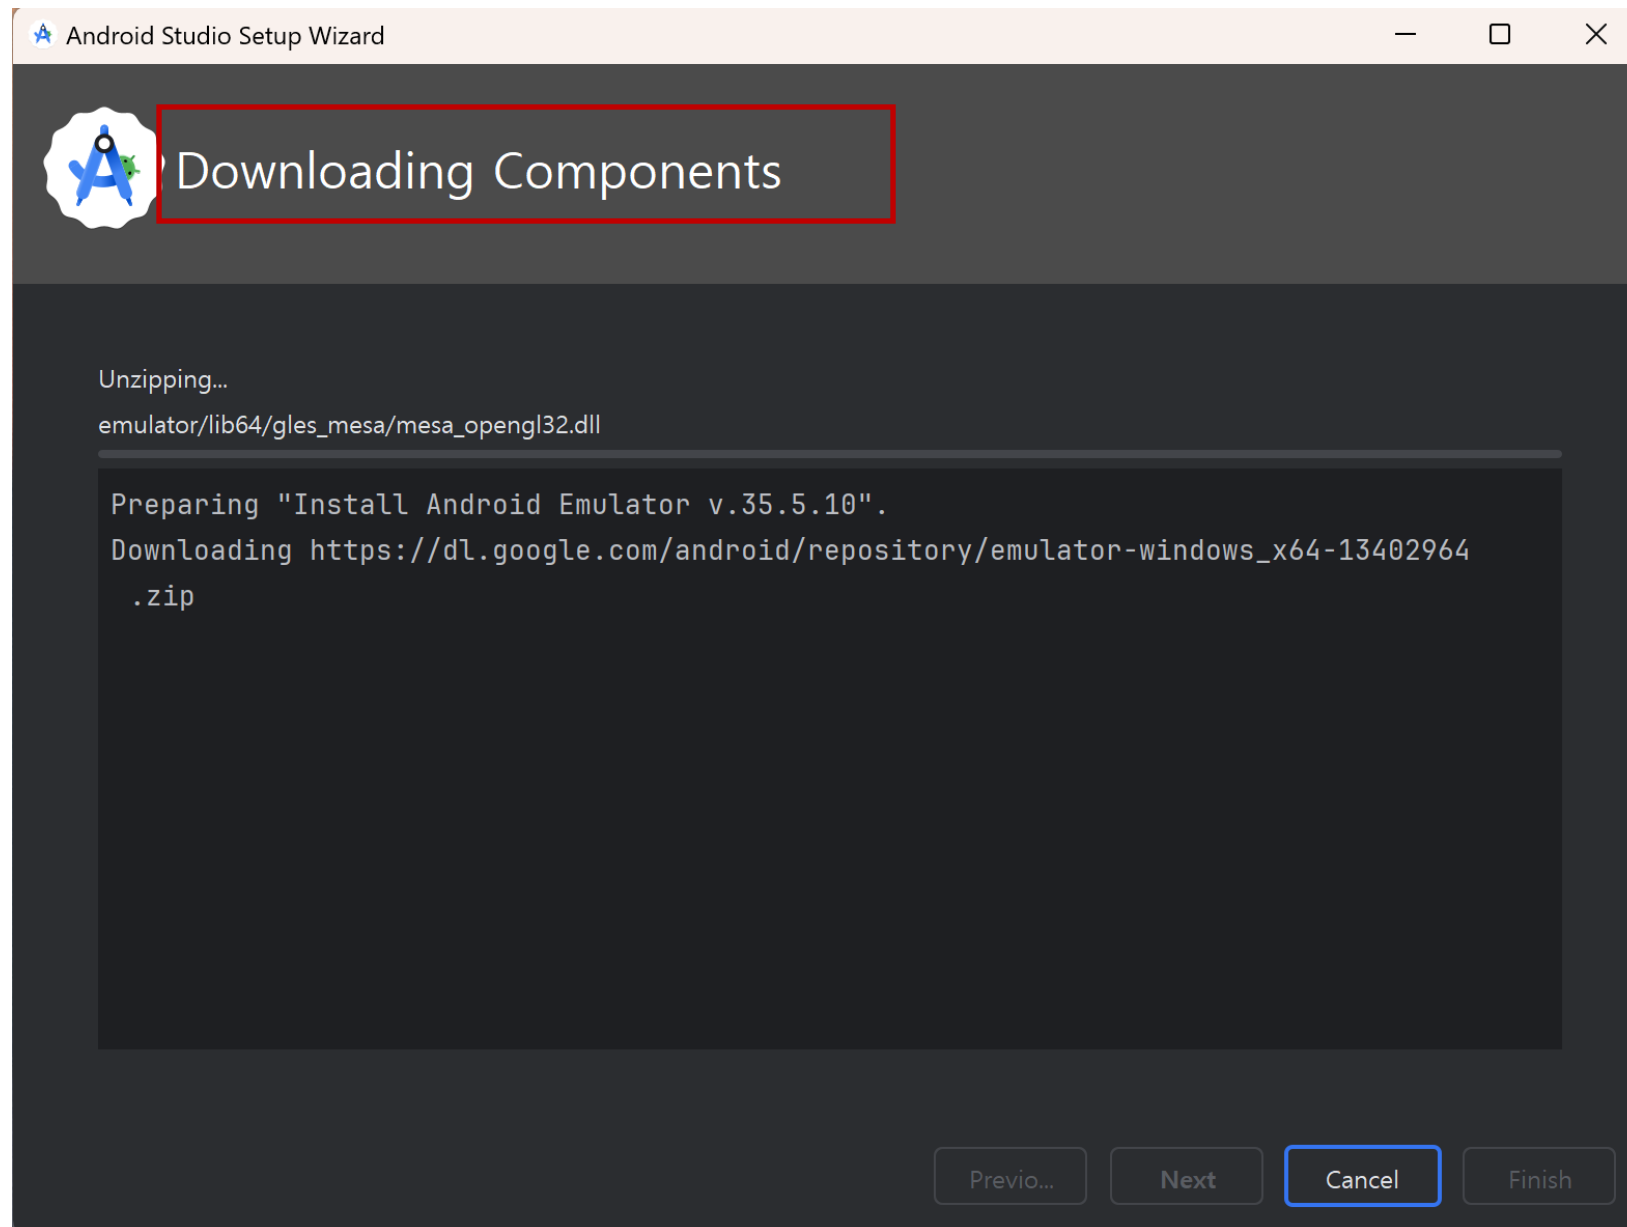 Android Studio Setup Wizard
Downloading Components
Unzipping...
emulator/lib64/gles_mesa/mesa_opengl32.dll
Preparing "Install Android Emulator v.35.5.10".
Downloading https://dl.google.com/android/repository/emulator-windows_x64-13402964
.zip
Previo... Next Cancel Finish